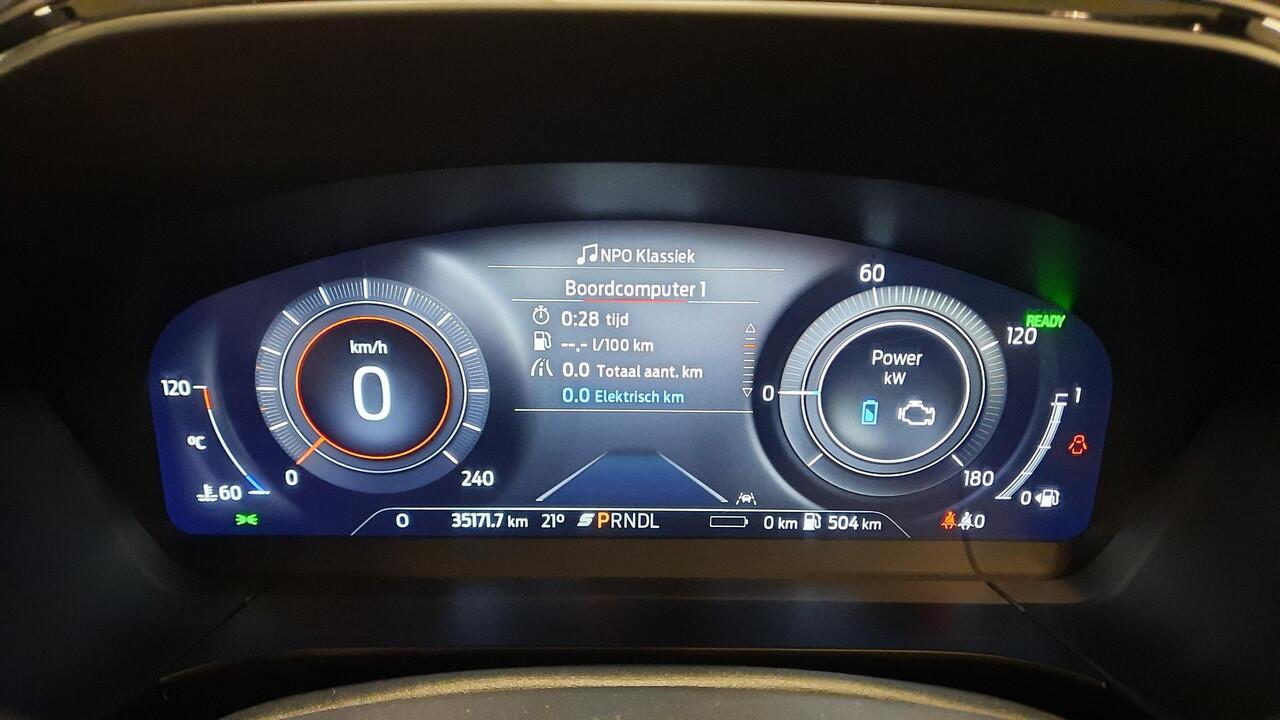 NPO Klassiek
Boordcomputer 1
0:28 tijd
--.- l/100 km
0.0 Totaal aant. km
0.0 Elektrisch km
km/h
0
0
240
120
°C
60
60
READY
120
Power
kW
0
180
1
0
0 35171.7 km 21° PRNDL 0 km 504 km
0